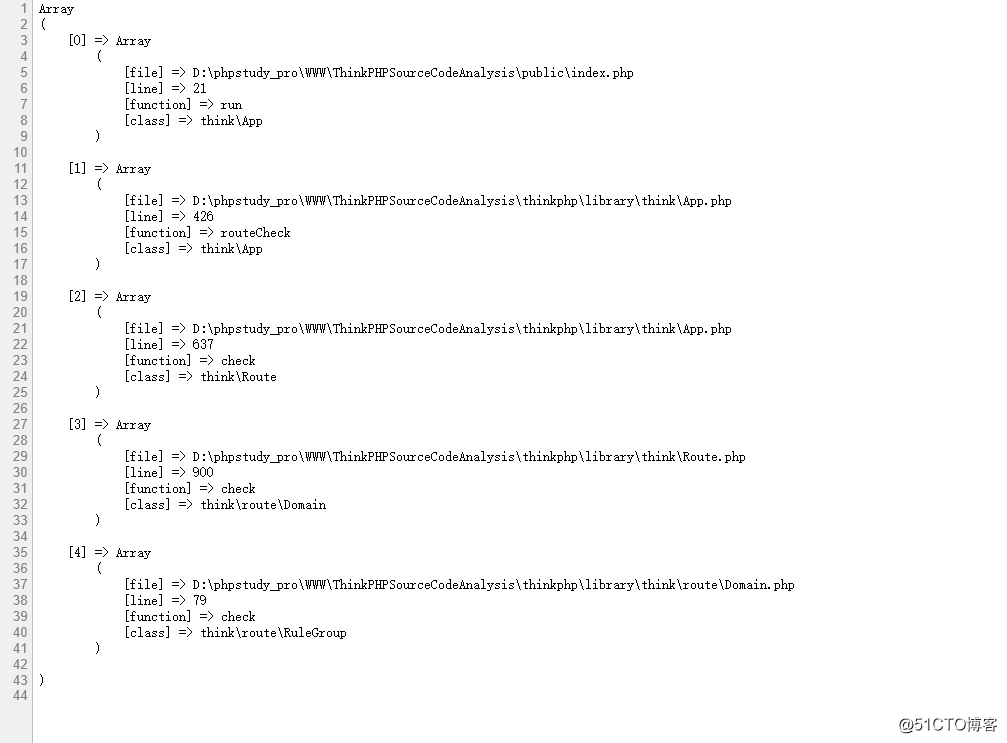 1 Array
2 (
3 [0] => Array
4 (
5 [file] => D:\phpstudy_pro\WWW\ThinkPHPSourceCodeAnalysis\public\index.php
6 [line] => 21
7 [function] => run
8 [class] => think\App
9 )
10
11 [1] => Array
12 (
13 [file] => D:\phpstudy_pro\WWW\ThinkPHPSourceCodeAnalysis\thinkphp\library\think\App.php
14 [line] => 426
15 [function] => routeCheck
16 [class] => think\App
17 )
18
19 [2] => Array
20 (
21 [file] => D:\phpstudy_pro\WWW\ThinkPHPSourceCodeAnalysis\thinkphp\library\think\App.php
22 [line] => 637
23 [function] => check
24 [class] => think\Route
25 )
26
27 [3] => Array
28 (
29 [file] => D:\phpstudy_pro\WWW\ThinkPHPSourceCodeAnalysis\thinkphp\library\think\Route.php
30 [line] => 900
31 [function] => check
32 [class] => think\route\Domain
33 )
34
35 [4] => Array
36 (
37 [file] => D:\phpstudy_pro\WWW\ThinkPHPSourceCodeAnalysis\thinkphp\library\think\route\Domain.php
38 [line] => 79
39 [function] => check
40 [class] => think\route\RuleGroup
41 )
42
43 )
44
@51CTO博客